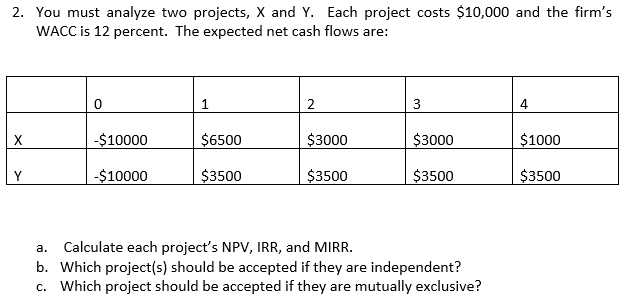 2. You must analyze two projects, X and Y. Each project costs $10,000 and the firm's
WACC is 12 percent. The expected net cash flows are:
0 1 2 3 4
X -$10000 $6500 $3000 $3000 $1000
Y -$10000 $3500 $3500 $3500 $3500
a. Calculate each project's NPV, IRR, and MIRR.
b. Which project(s) should be accepted if they are independent?
c. Which project should be accepted if they are mutually exclusive?